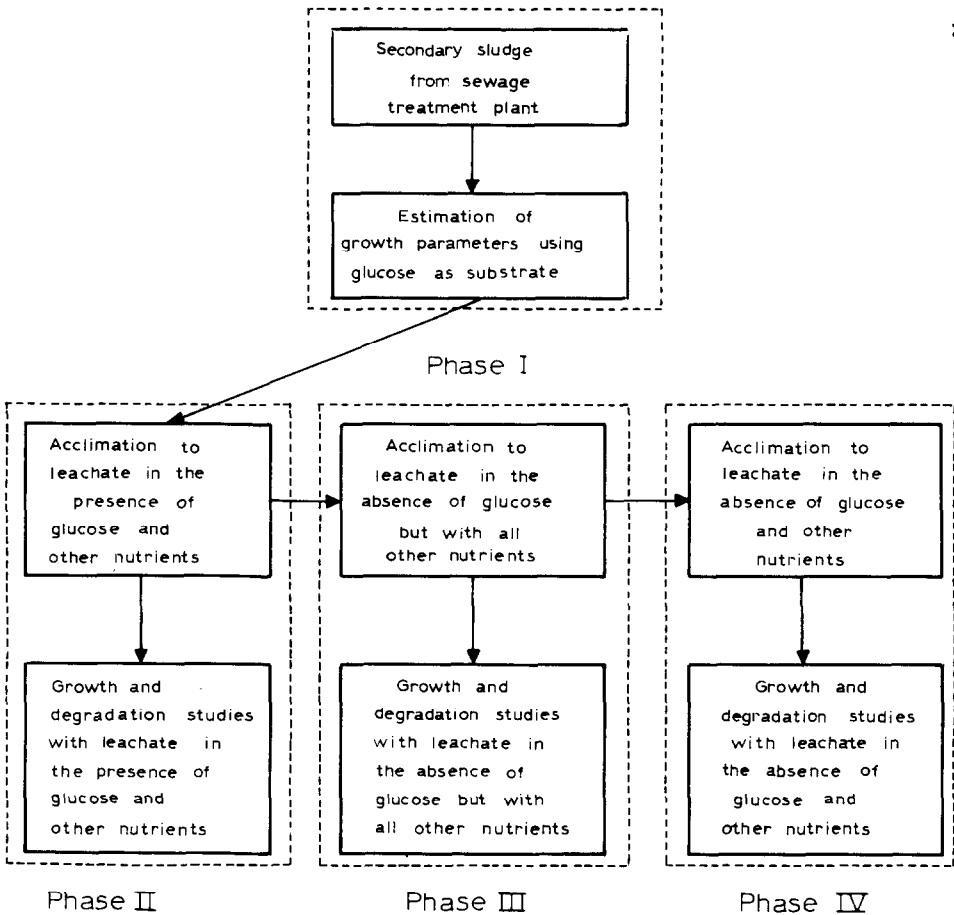 Secondary sludge
from sewage
treatment plant
Estimation of
growth parameters using
glucose as substrate
Phase I
Acclimation to
leachate in the
presence of
glucose and
other nutrients
Acclimation to
leachate in the
absence of glucose
but with all
other nutrients
Acclimation to
leachate in the
absence of glucose
and other
nutrients
Growth and
degradation studies
with leachate in
the presence of
glucose and
other nutrients
Growth and
degradation studies
with leachate in
the absence of
glucose but with
all other nutrients
Growth and
degradation studies
with leachate in
the absence of
glucose and
other nutrients
Phase II
Phase III
Phase IV